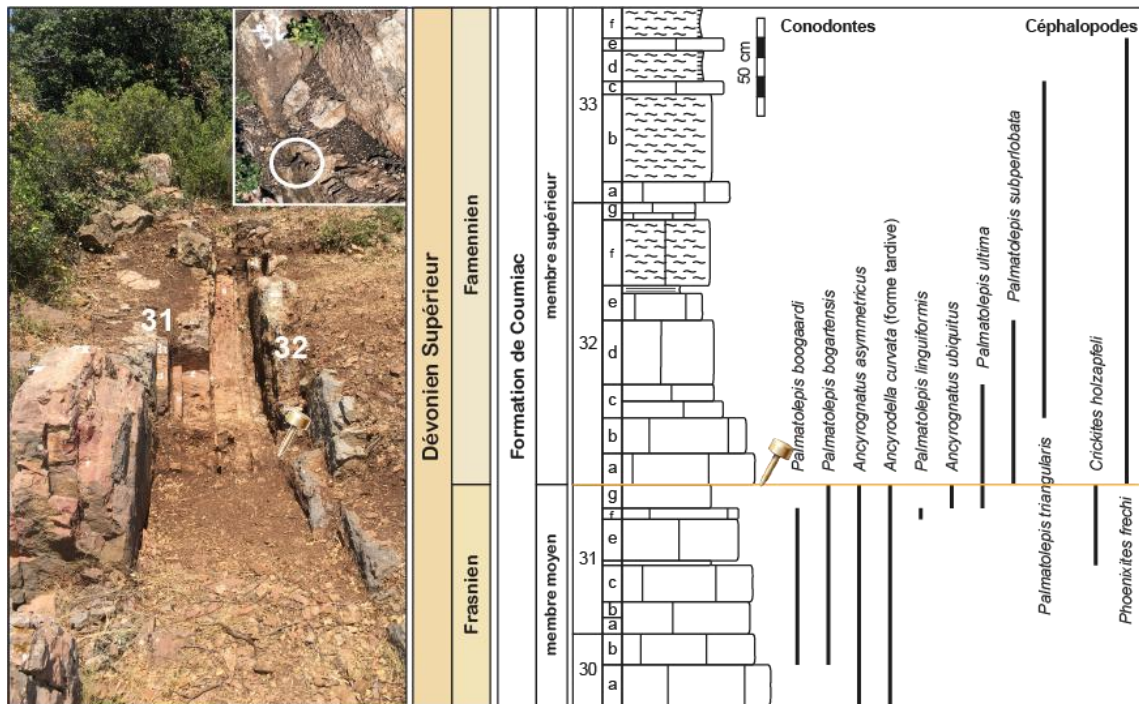 31
32
Dévonien Supérieur
Famennien
Frasnien
Formation de Coumiac
membre supérieur
membre moyen
33
32
31
30
f
e
d
c
b
a
g
f
e
d
c
b
a
g
f
e
c
b
a
b
a
50 cm
Conodontes
Céphalopodes
Palmatolepis boogaardi
Palmatolepis bogartensis
Ancyrognatus asymmetricus
Ancyrodella curvata (forme tardive)
Palmatolepis linguiformis
Ancyrognatus ubiquitus
Palmatolepis ultima
Palmatolepis subperlobata
Palmatolepis triangularis
Crickites holzapfeli
Phoenixites frechi